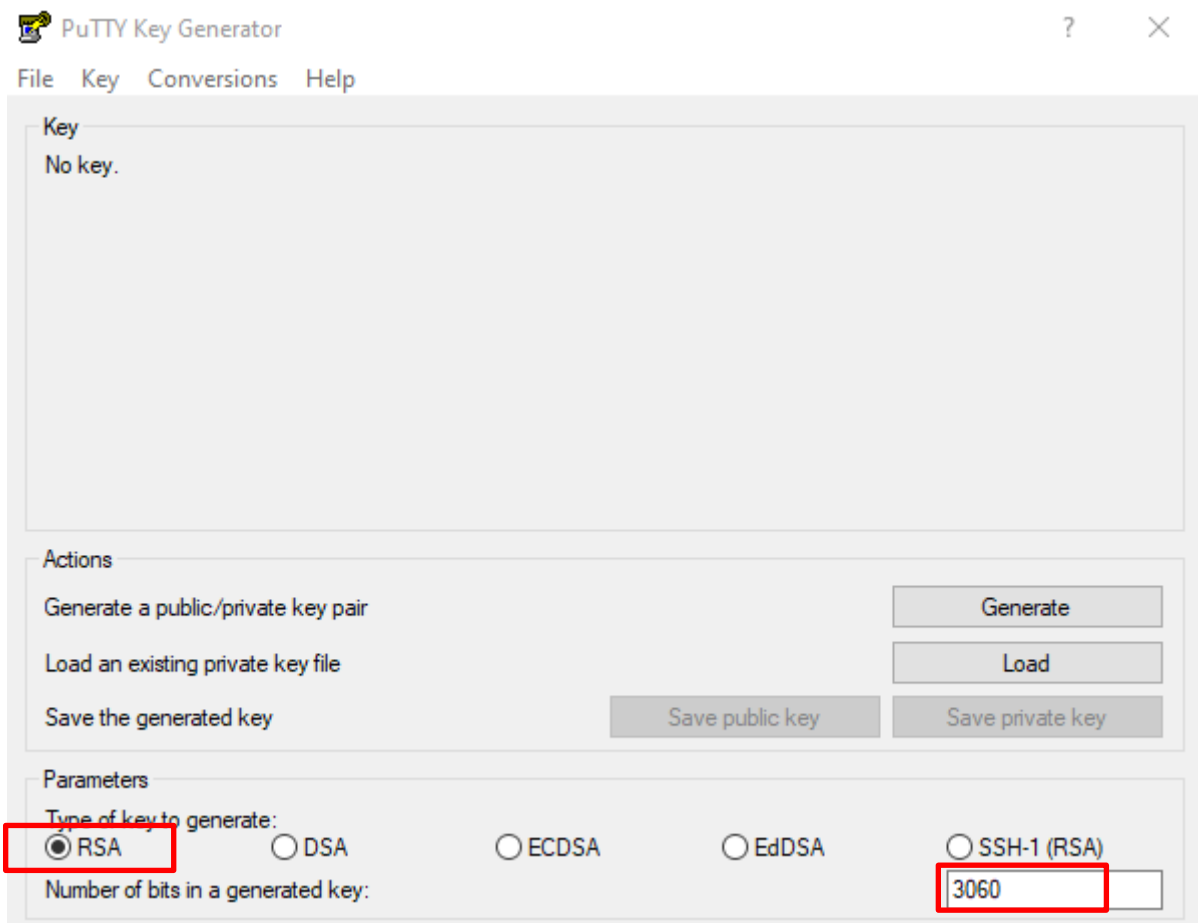 PuTTY Key Generator ?
File Key Conversions Help
Key
No key.
Actions
Generate a public/private key pair Generate
Load an existing private key file Load
Save the generated key Save public key Save private key
Parameters
Type of key to generate:
RSA DSA ECDSA EdDSA SSH-1 (RSA)
Number of bits in a generated key: 3060